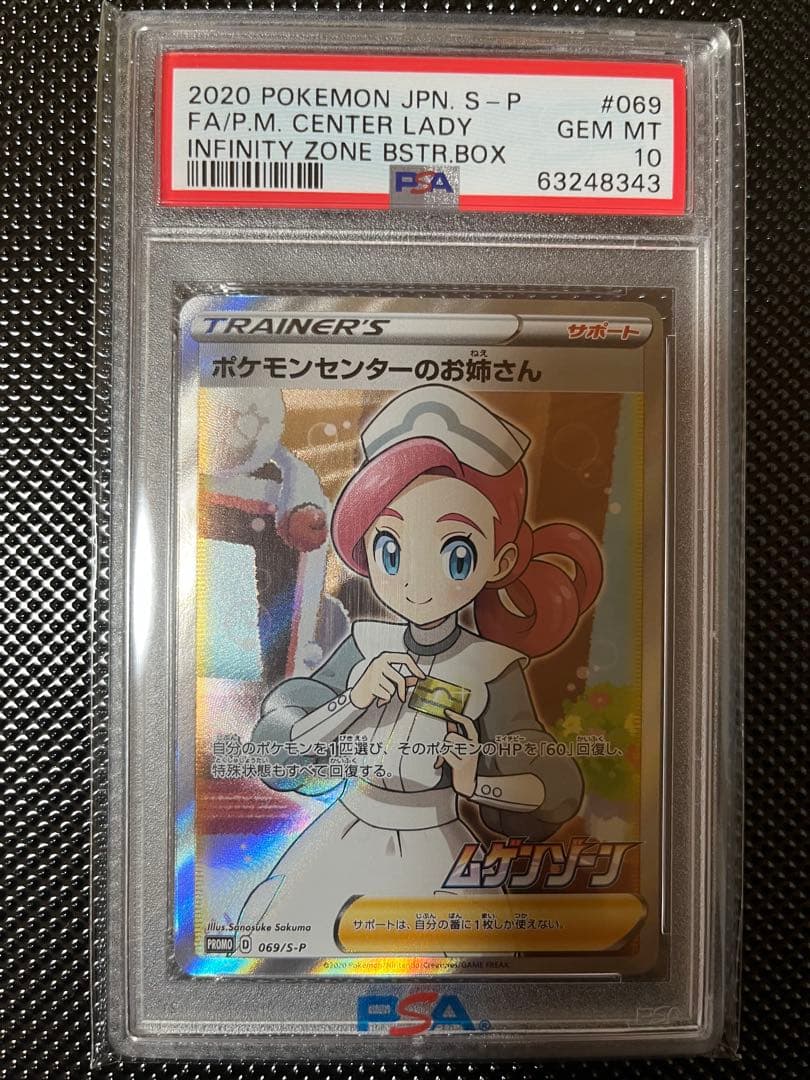 2020 POKEMON JPN. S-P #069
FA/P.M. CENTER LADY GEM MT
INFINITY ZONE BSTR.BOX 10
PSA 63248343
TRAINER'S サポート
ポケモンセンターのお姉さん
自分のポケモンを1匹選び、そのポケモンのHPを「60」回復し、
特殊状態もすべて回復する。
ムゲンゾーン
Illus.Sanosuke Sakuma
サポートは、自分の番に1枚しか使えない。
PROMO D 069/S-P
©2020 Pokémon/Nintendo/Creatures/GAME FREAK
PSA